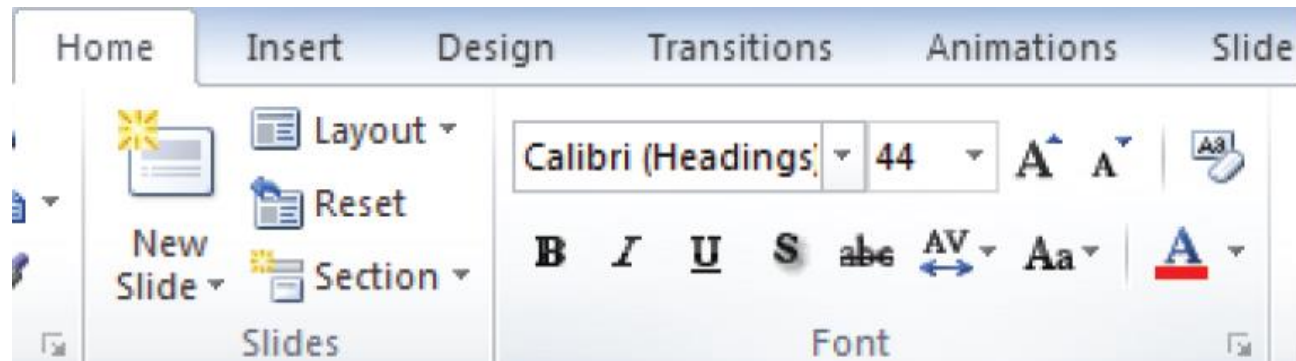 Home Insert Design Transitions Animations Slide
Layout
Calibri (Headings) 44 A A Aa
Reset
New
Slide
Section
B I U S abc AV Aa A
Slides Font